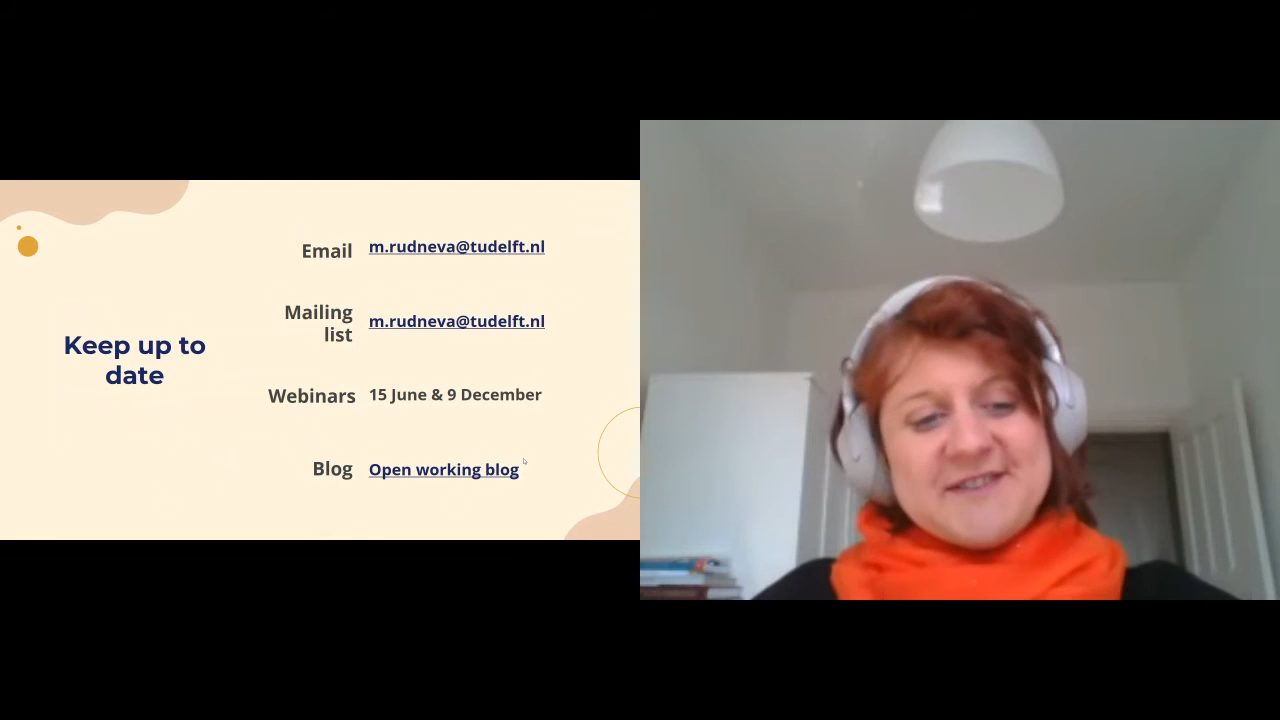 Keep up to
date
Email
m.rudneva@tudelft.nl
Mailing
list
m.rudneva@tudelft.nl
Webinars
15 June & 9 December
Blog
Open working blog